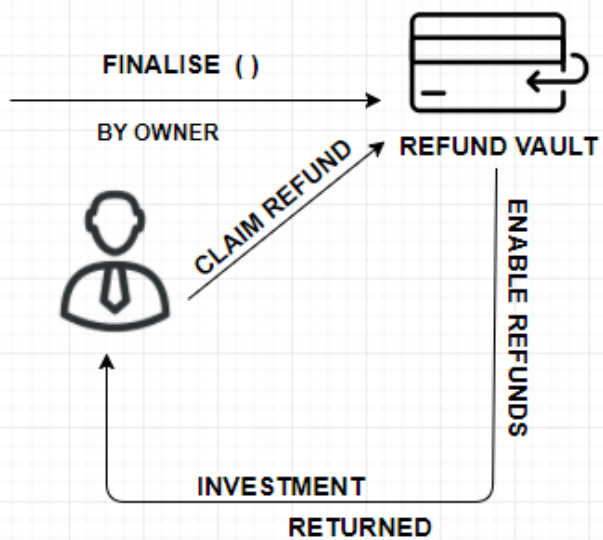 FINALISE ( )
BY OWNER
REFUND VAULT
CLAIM REFUND
ENABLE REFUNDS
INVESTMENT
RETURNED